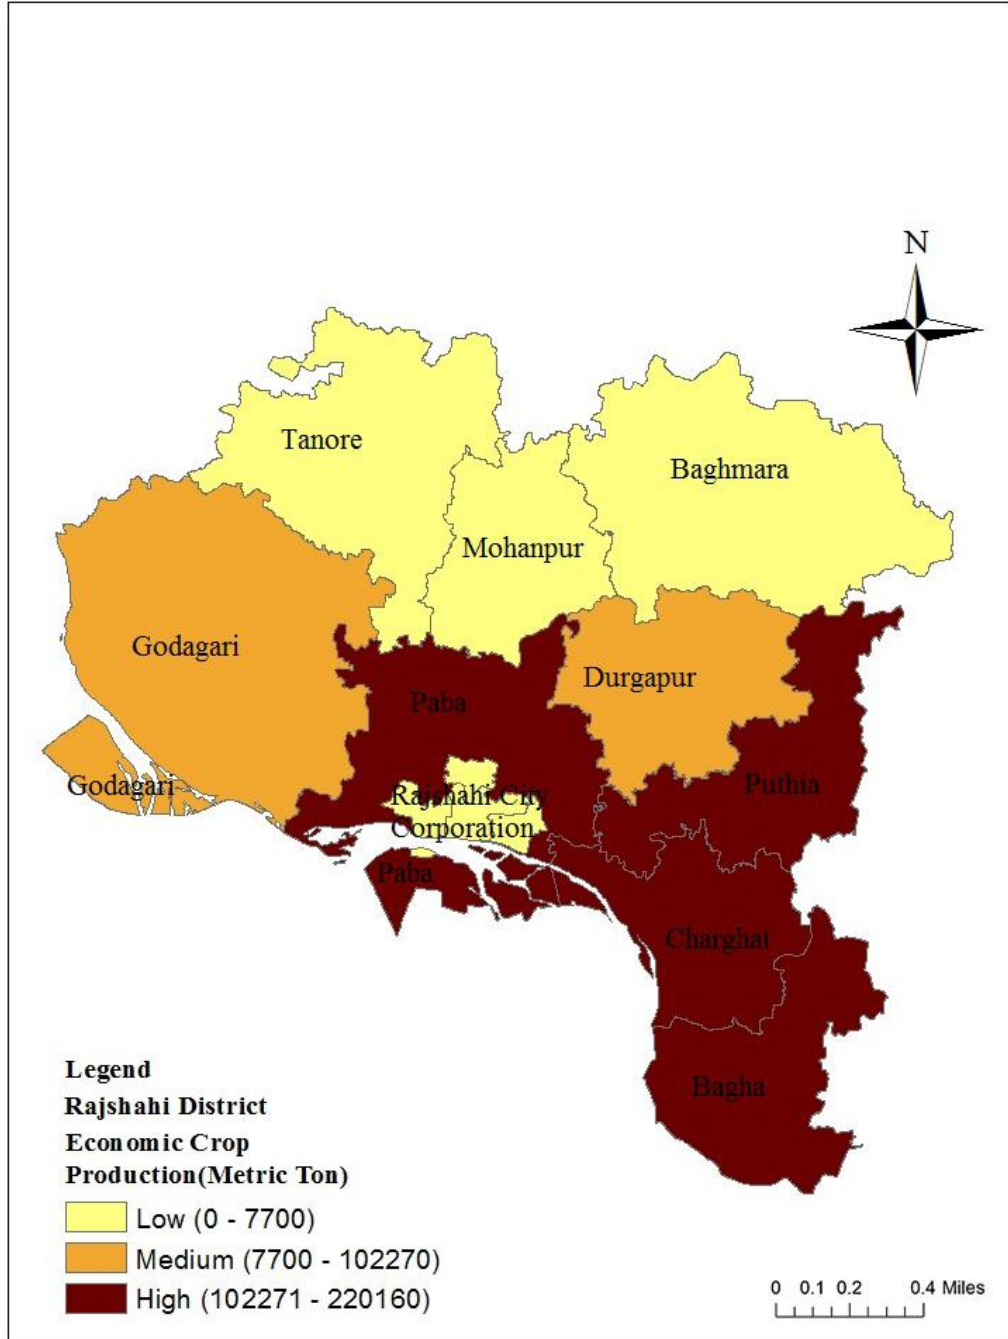 N
Tanore
Baghmara
Mohanpur
Godagari
Durgapur
Paba
Godagari
Puthia
Rajshahi City
Corporation
Paba
Charghat
Bagha
Legend
Rajshahi District
Economic Crop
Production(Metric Ton)
Low (0 - 7700)
Medium (7700 - 102270)
High (102271 - 220160)
0 0.1 0.2 0.4 Miles